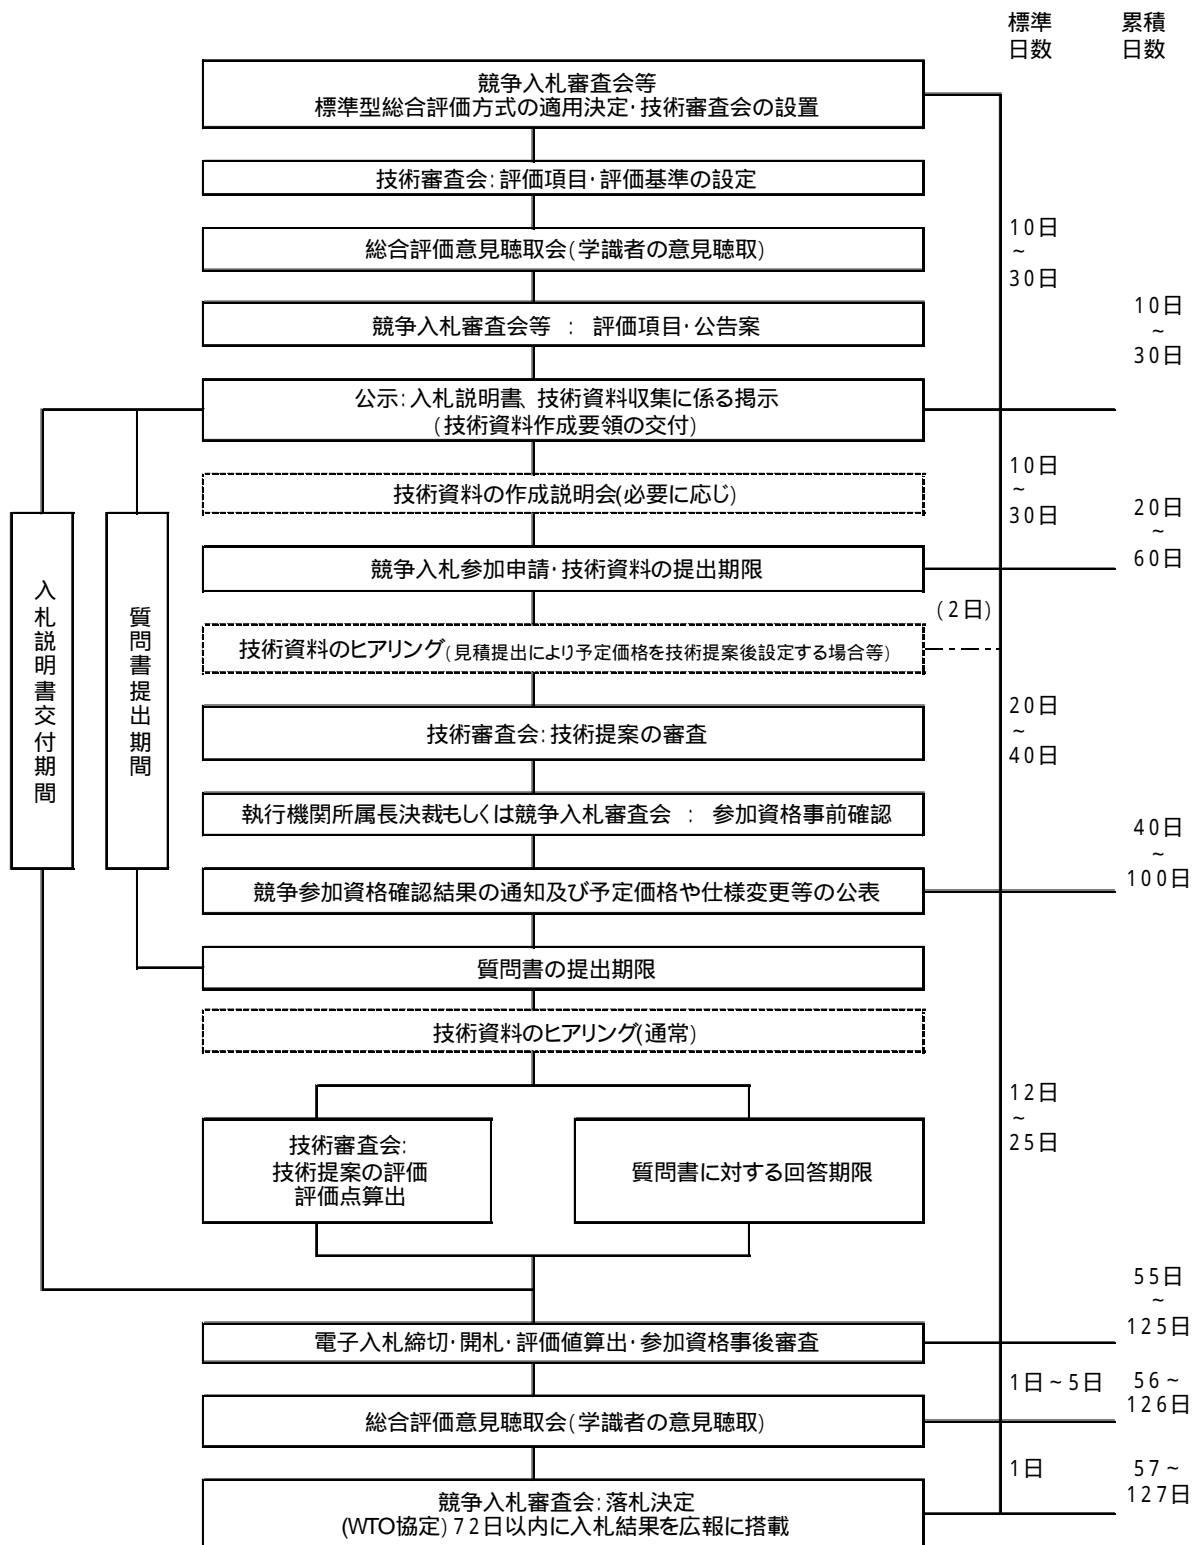 標準
日数
累積
日数
競争入札審査会等
標準型総合評価方式の適用決定・技術審査会の設置
技術審査会:評価項目・評価基準の設定
総合評価意見聴取会(学識者の意見聴取)
10日
~
30日
競争入札審査会等 : 評価項目・公告案
10日
~
30日
公示:入札説明書、技術資料収集に係る掲示
(技術資料作成要領の交付)
技術資料の作成説明会(必要に応じ)
10日
~
30日
20日
~
60日
競争入札参加申請・技術資料の提出期限
(2日)
技術資料のヒアリング(見積提出により予定価格を技術提案後設定する場合等)
入札説明書交付期間
質問書提出期間
技術審査会:技術提案の審査
20日
~
40日
執行機関所属長決裁もしくは競争入札審査会 : 参加資格事前確認
40日
~
100日
競争参加資格確認結果の通知及び予定価格や仕様変更等の公表
質問書の提出期限
技術資料のヒアリング(通常)
12日
~
25日
技術審査会:
技術提案の評価
評価点算出
質問書に対する回答期限
55日
~
125日
電子入札締切・開札・評価値算出・参加資格事後審査
1日~5日
56~
126日
総合評価意見聴取会(学識者の意見聴取)
1日
57~
127日
競争入札審査会:落札決定
(WTO協定)72日以内に入札結果を広報に搭載